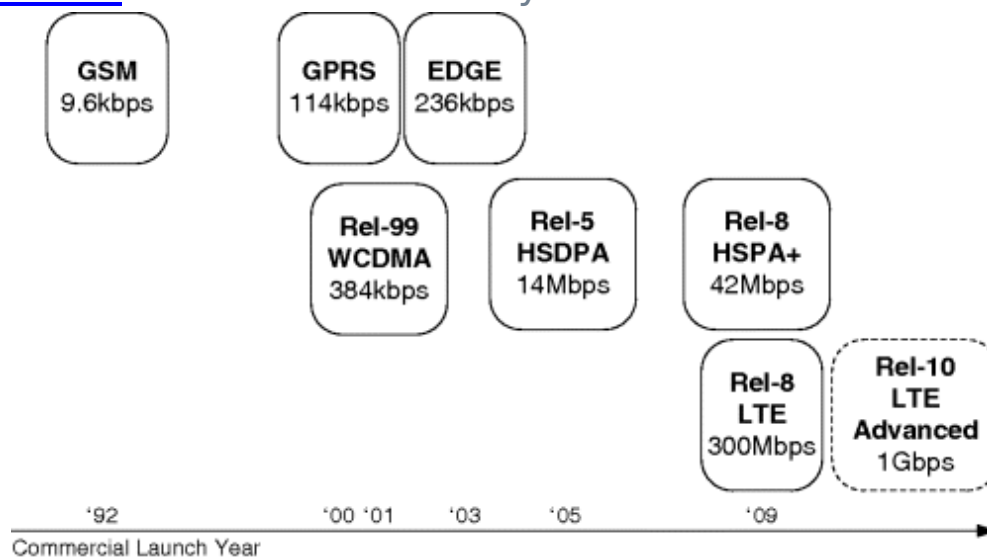 GSM
9.6kbps
GPRS
114kbps
EDGE
236kbps
Rel-99
WCDMA
384kbps
Rel-5
HSDPA
14Mbps
Rel-8
HSPA+
42Mbps
Rel-8
LTE
300Mbps
Rel-10
LTE
Advanced
1Gbps
‘92 ‘00 ‘01 ‘03 ‘05 ‘09
Commercial Launch Year